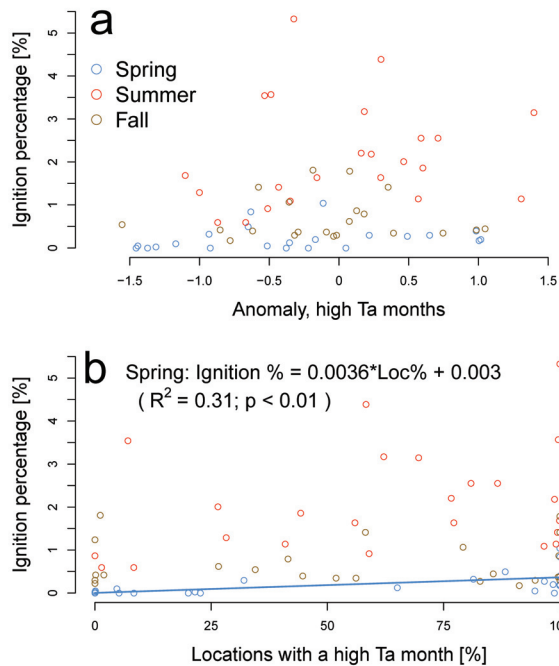 a
Spring
Summer
Fall
Ignition percentage [%]
5
4
3
2
1
0
−1.5 −1.0 −0.5 0 0.5 1.0 1.5
Anomaly, high Ta months
b
Spring: Ignition % = 0.0036*Loc% + 0.003
( R² = 0.31; p < 0.01 )
Ignition percentage [%]
5
4
3
2
1
0
0 25 50 75 10
Locations with a high Ta month [%]